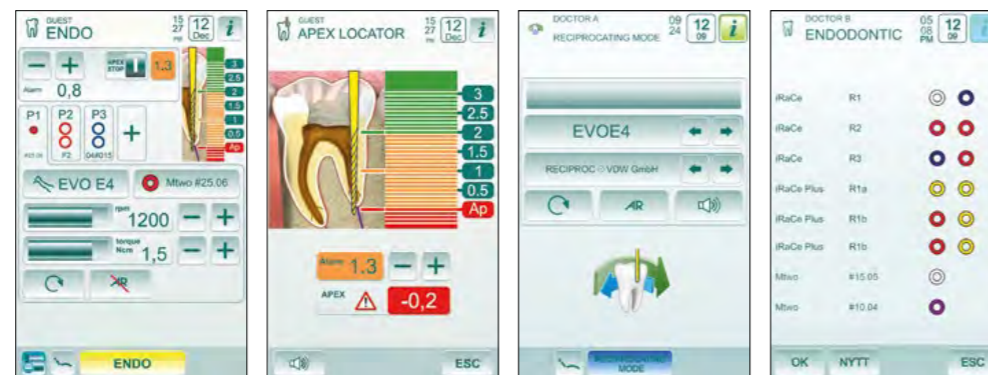 GUEST
ENDO
15
27
PM
12
Dec
i
APEX
STOP
1.3
Alarm 0,8
3
2.5
2
1.5
1
0.5
Ap
P1 P2 P3
#25.06 P2 04#015
EVO E4
Mtwo #25.06
rpm
1200
torque
Ncm 1,5
AR
ENDO
GUEST
APEX LOCATOR
15
27
PM
12
Dec
i
3
2.5
2
1.5
1
0.5
Ap
Alarm 1.3
APEX -0,2
ESC
DOCTOR A
RECIPROCATING MODE
09
24
12
09
i
EVOE4
RECIPROC - VDW GmbH
AR
RECIPROCATING
MODE
DOCTOR B
ENDODONTIC
05
08
PM
12
09
iRaCe R1
iRaCe R2
iRaCe R3
iRaCe Plus R1a
iRaCe Plus R1b
iRaCe Plus R1b
Mtwo #15.05
Mtwo #10.04
OK NYTT ESC